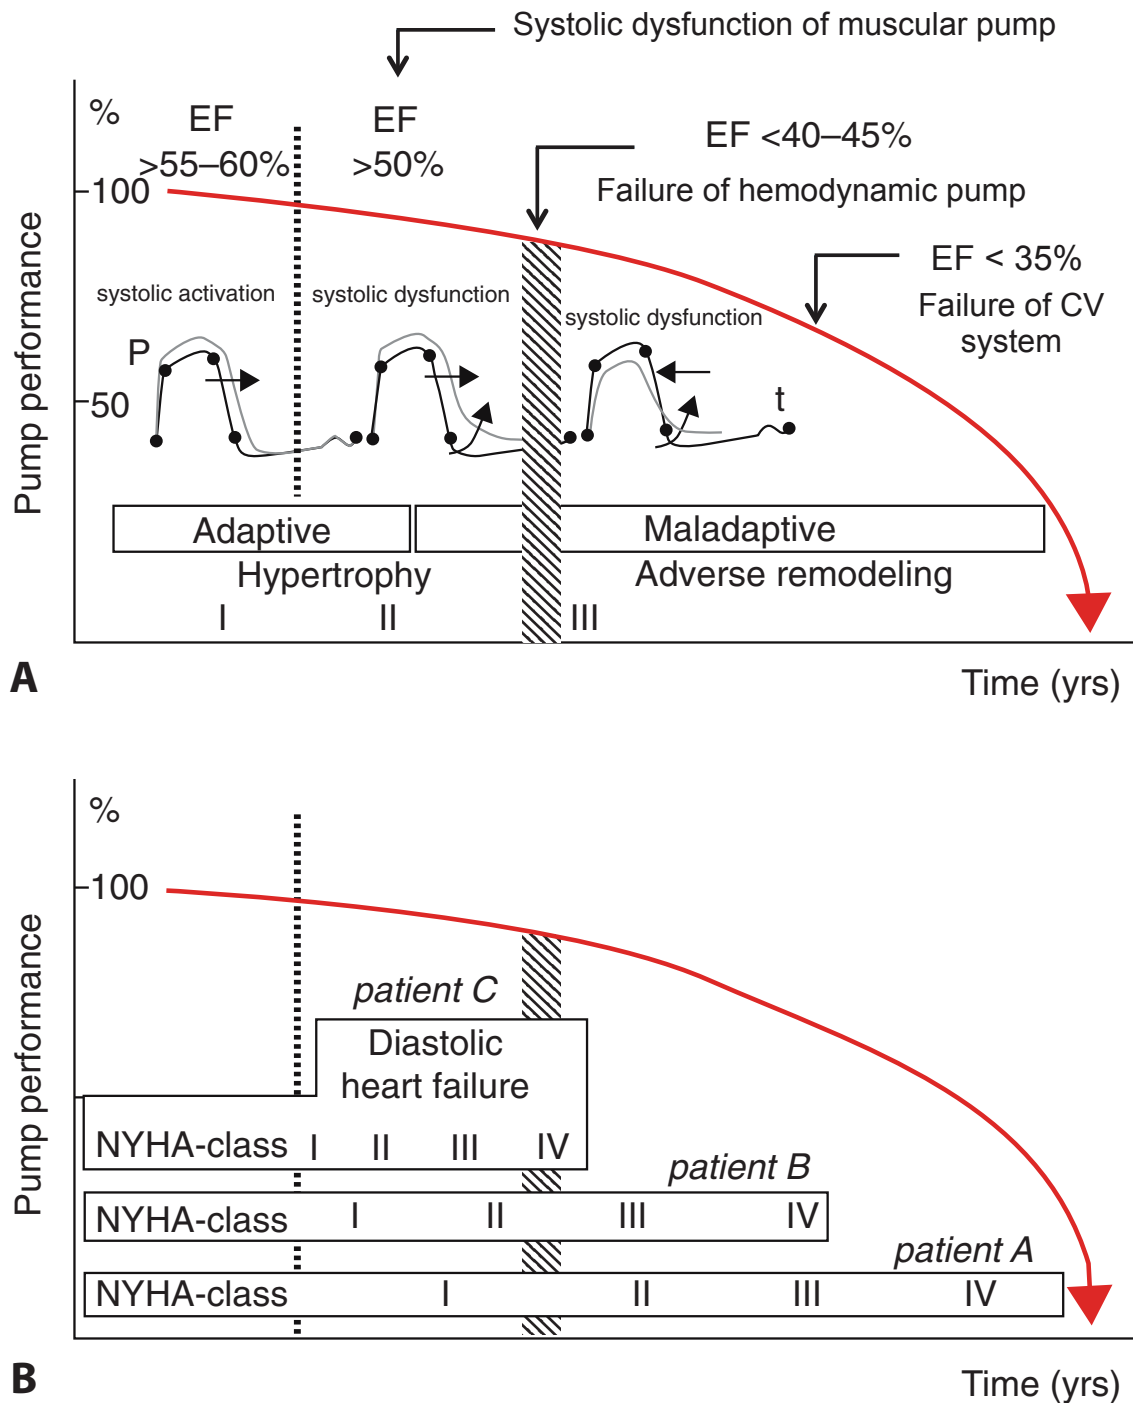 Systolic dysfunction of muscular pump
%
EF
>55–60%
EF
>50%
EF <40–45%
Failure of hemodynamic pump
100
EF < 35%
Failure of CV
system
Pump performance
systolic activation
systolic dysfunction
systolic dysfunction
P
50
t
Adaptive
Maladaptive
Hypertrophy
Adverse remodeling
I
II
III
A
Time (yrs)
%
100
Pump performance
patient C
Diastolic
heart failure
NYHA-class I II III IV
patient B
NYHA-class I II III IV
patient A
NYHA-class I II III IV
B
Time (yrs)